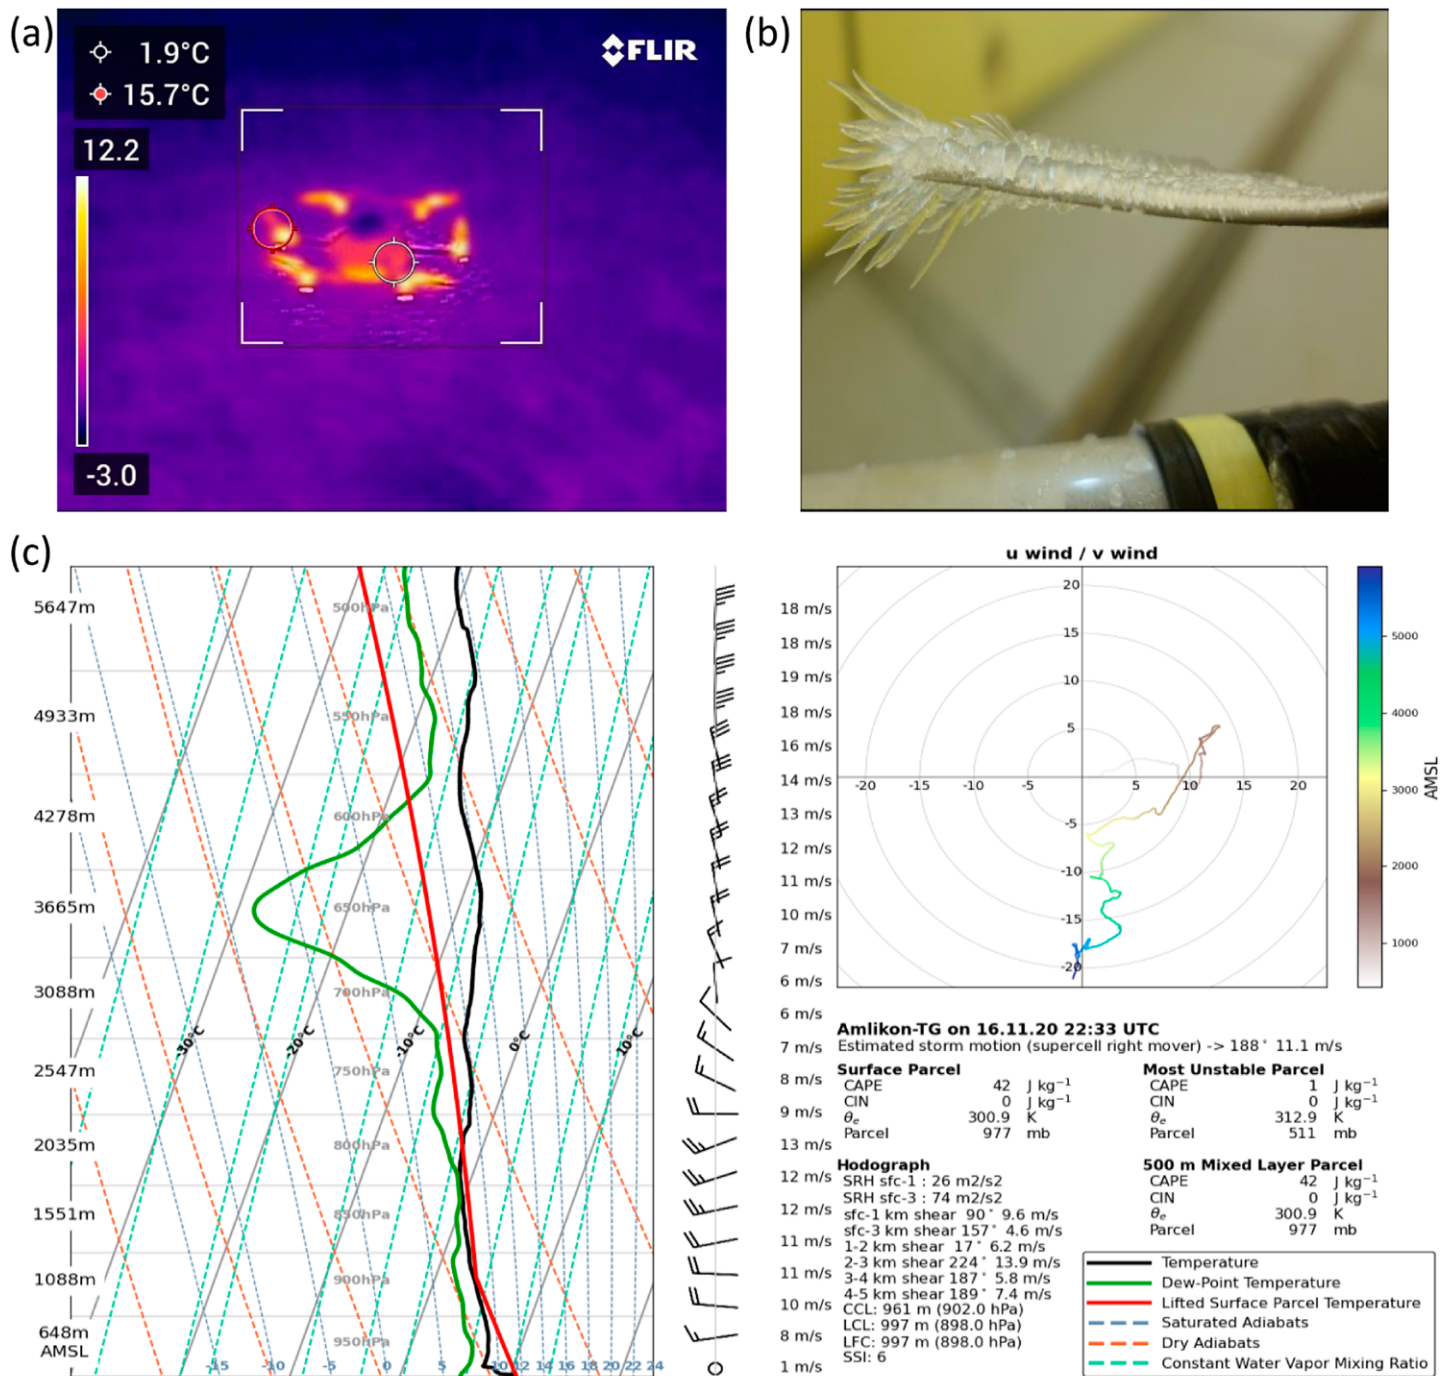 (a)
1.9°C
15.7°C
12.2
-3.0
FLIR
(b)
(c)
5647m
4933m
4278m
3665m
3088m
2547m
2035m
1551m
1088m
648m
AMSL
500hPa
550hPa
600hPa
650hPa
700hPa
750hPa
800hPa
850hPa
900hPa
950hPa
-30°C
-20°C
-10°C
0°C
10°C
-15 -10 -5 0 5 10 12 14 16 18 20 22 24
18 m/s
18 m/s
19 m/s
18 m/s
16 m/s
14 m/s
13 m/s
12 m/s
11 m/s
10 m/s
7 m/s
6 m/s
6 m/s
7 m/s
8 m/s
9 m/s
13 m/s
12 m/s
12 m/s
11 m/s
11 m/s
10 m/s
8 m/s
1 m/s
u wind / v wind
20
15
10
5
-20 -15 -10 -5 5 10 15 20
-5
-10
-15
-20
5000
4000
3000
2000
1000
AMSL
Amlikon-TG on 16.11.20 22:33 UTC
Estimated storm motion (supercell right mover) -> 188° 11.1 m/s
Surface Parcel
CAPE 42 J kg⁻¹
CIN 0 J kg⁻¹
θe 300.9 K
Parcel 977 mb
Most Unstable Parcel
CAPE 1 J kg⁻¹
CIN 0 J kg⁻¹
θe 312.9 K
Parcel 511 mb
Hodograph
SRH sfc-1 : 26 m2/s2
SRH sfc-3 : 74 m2/s2
sfc-1 km shear 90° 9.6 m/s
sfc-3 km shear 157° 4.6 m/s
1-2 km shear 17° 6.2 m/s
2-3 km shear 224° 13.9 m/s
3-4 km shear 187° 5.8 m/s
4-5 km shear 189° 7.4 m/s
CCL: 961 m (902.0 hPa)
LCL: 997 m (898.0 hPa)
LFC: 997 m (898.0 hPa)
SSI: 6
500 m Mixed Layer Parcel
CAPE 42 J kg⁻¹
CIN 0 J kg⁻¹
θe 300.9 K
Parcel 977 mb
Temperature
Dew-Point Temperature
Lifted Surface Parcel Temperature
Saturated Adiabats
Dry Adiabats
Constant Water Vapor Mixing Ratio